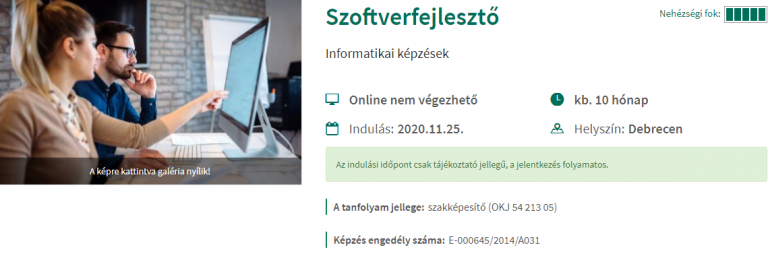 Szoftverfejlesztő
Nehézségi fok:
Informatikai képzések
Online nem végezhető
kb. 10 hónap
Indulás: 2020.11.25.
Helyszín: Debrecen
Az indulási időpont csak tájékoztató jellegű, a jelentkezés folyamatos.
A képre kattintva galéria nyílik!
A tanfolyam jellege: szakképesítő (OKJ 54 213 05)
Képzés engedély száma: E-000645/2014/A031